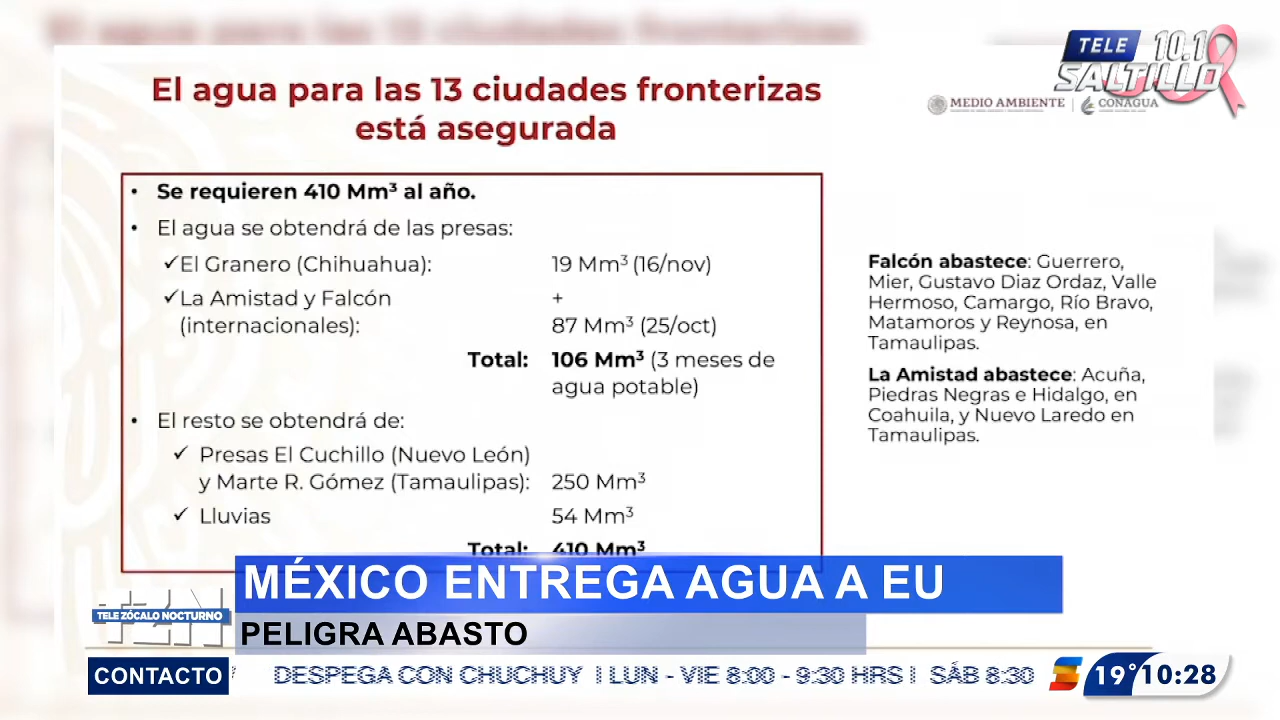 El agua para las 13 ciudades fronterizas
está asegurada
TELE 10.1
SALTILLO
MEDIO AMBIENTE | CONAGUA
• Se requieren 410 Mm³ al año.
• El agua se obtendrá de las presas:
✓El Granero (Chihuahua): 19 Mm³ (16/nov)
✓La Amistad y Falcón +
(internacionales): 87 Mm³ (25/oct)
Total: 106 Mm³ (3 meses de
agua potable)
• El resto se obtendrá de:
✓ Presas El Cuchillo (Nuevo León)
y Marte R. Gómez (Tamaulipas): 250 Mm³
✓ Lluvias 54 Mm³
Total: 410 Mm³
Falcón abastece: Guerrero,
Mier, Gustavo Diaz Ordaz, Valle
Hermoso, Camargo, Río Bravo,
Matamoros y Reynosa, en
Tamaulipas.
La Amistad abastece: Acuña,
Piedras Negras e Hidalgo, en
Coahuila, y Nuevo Laredo en
Tamaulipas.
MÉXICO ENTREGA AGUA A EU
TZN
TELE ZÓCALO NOCTURNO
PELIGRA ABASTO
CONTACTO DESPEGA CON CHUCHUY | LUN - VIE 8:00 - 9:30 HRS | SÁB 8:30
19° 10:28